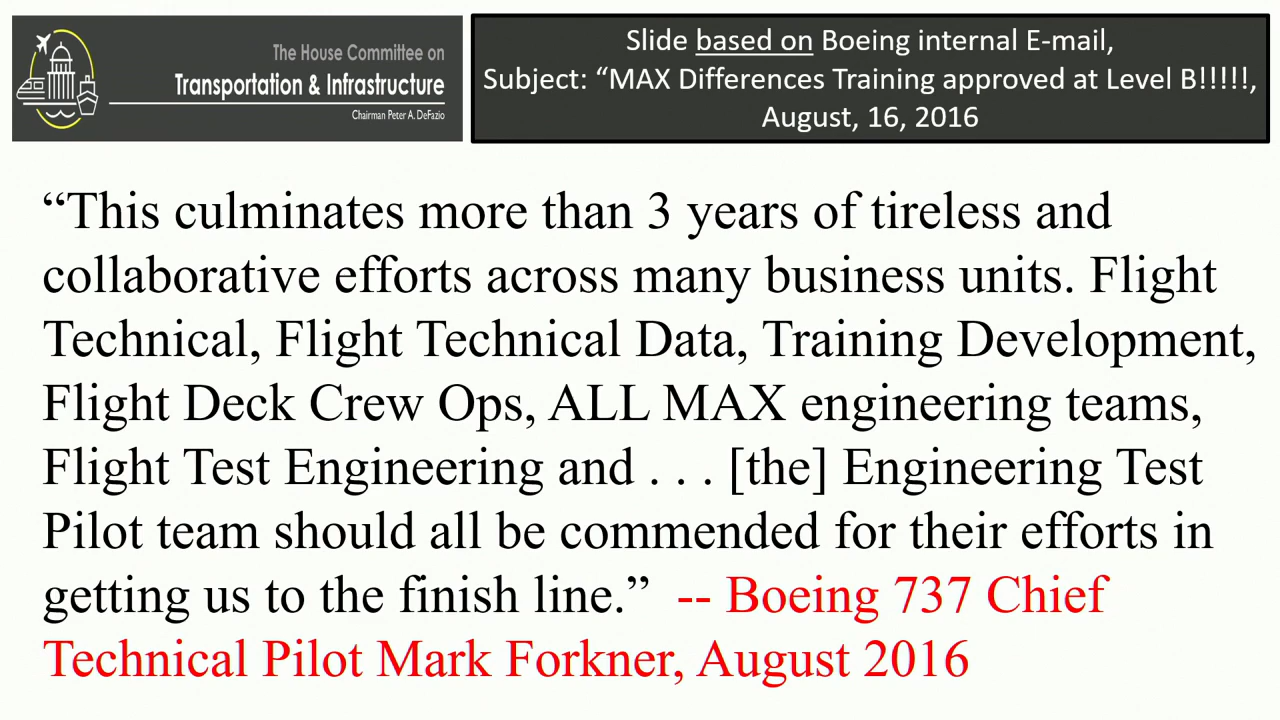 The House Committee on
Transportation & Infrastructure
Chairman Peter A. DeFazio
Slide based on Boeing internal E-mail,
Subject: “MAX Differences Training approved at Level B!!!!!,
August, 16, 2016
“This culminates more than 3 years of tireless and
collaborative efforts across many business units. Flight
Technical, Flight Technical Data, Training Development,
Flight Deck Crew Ops, ALL MAX engineering teams,
Flight Test Engineering and . . . [the] Engineering Test
Pilot team should all be commended for their efforts in
getting us to the finish line.” -- Boeing 737 Chief
Technical Pilot Mark Forkner, August 2016